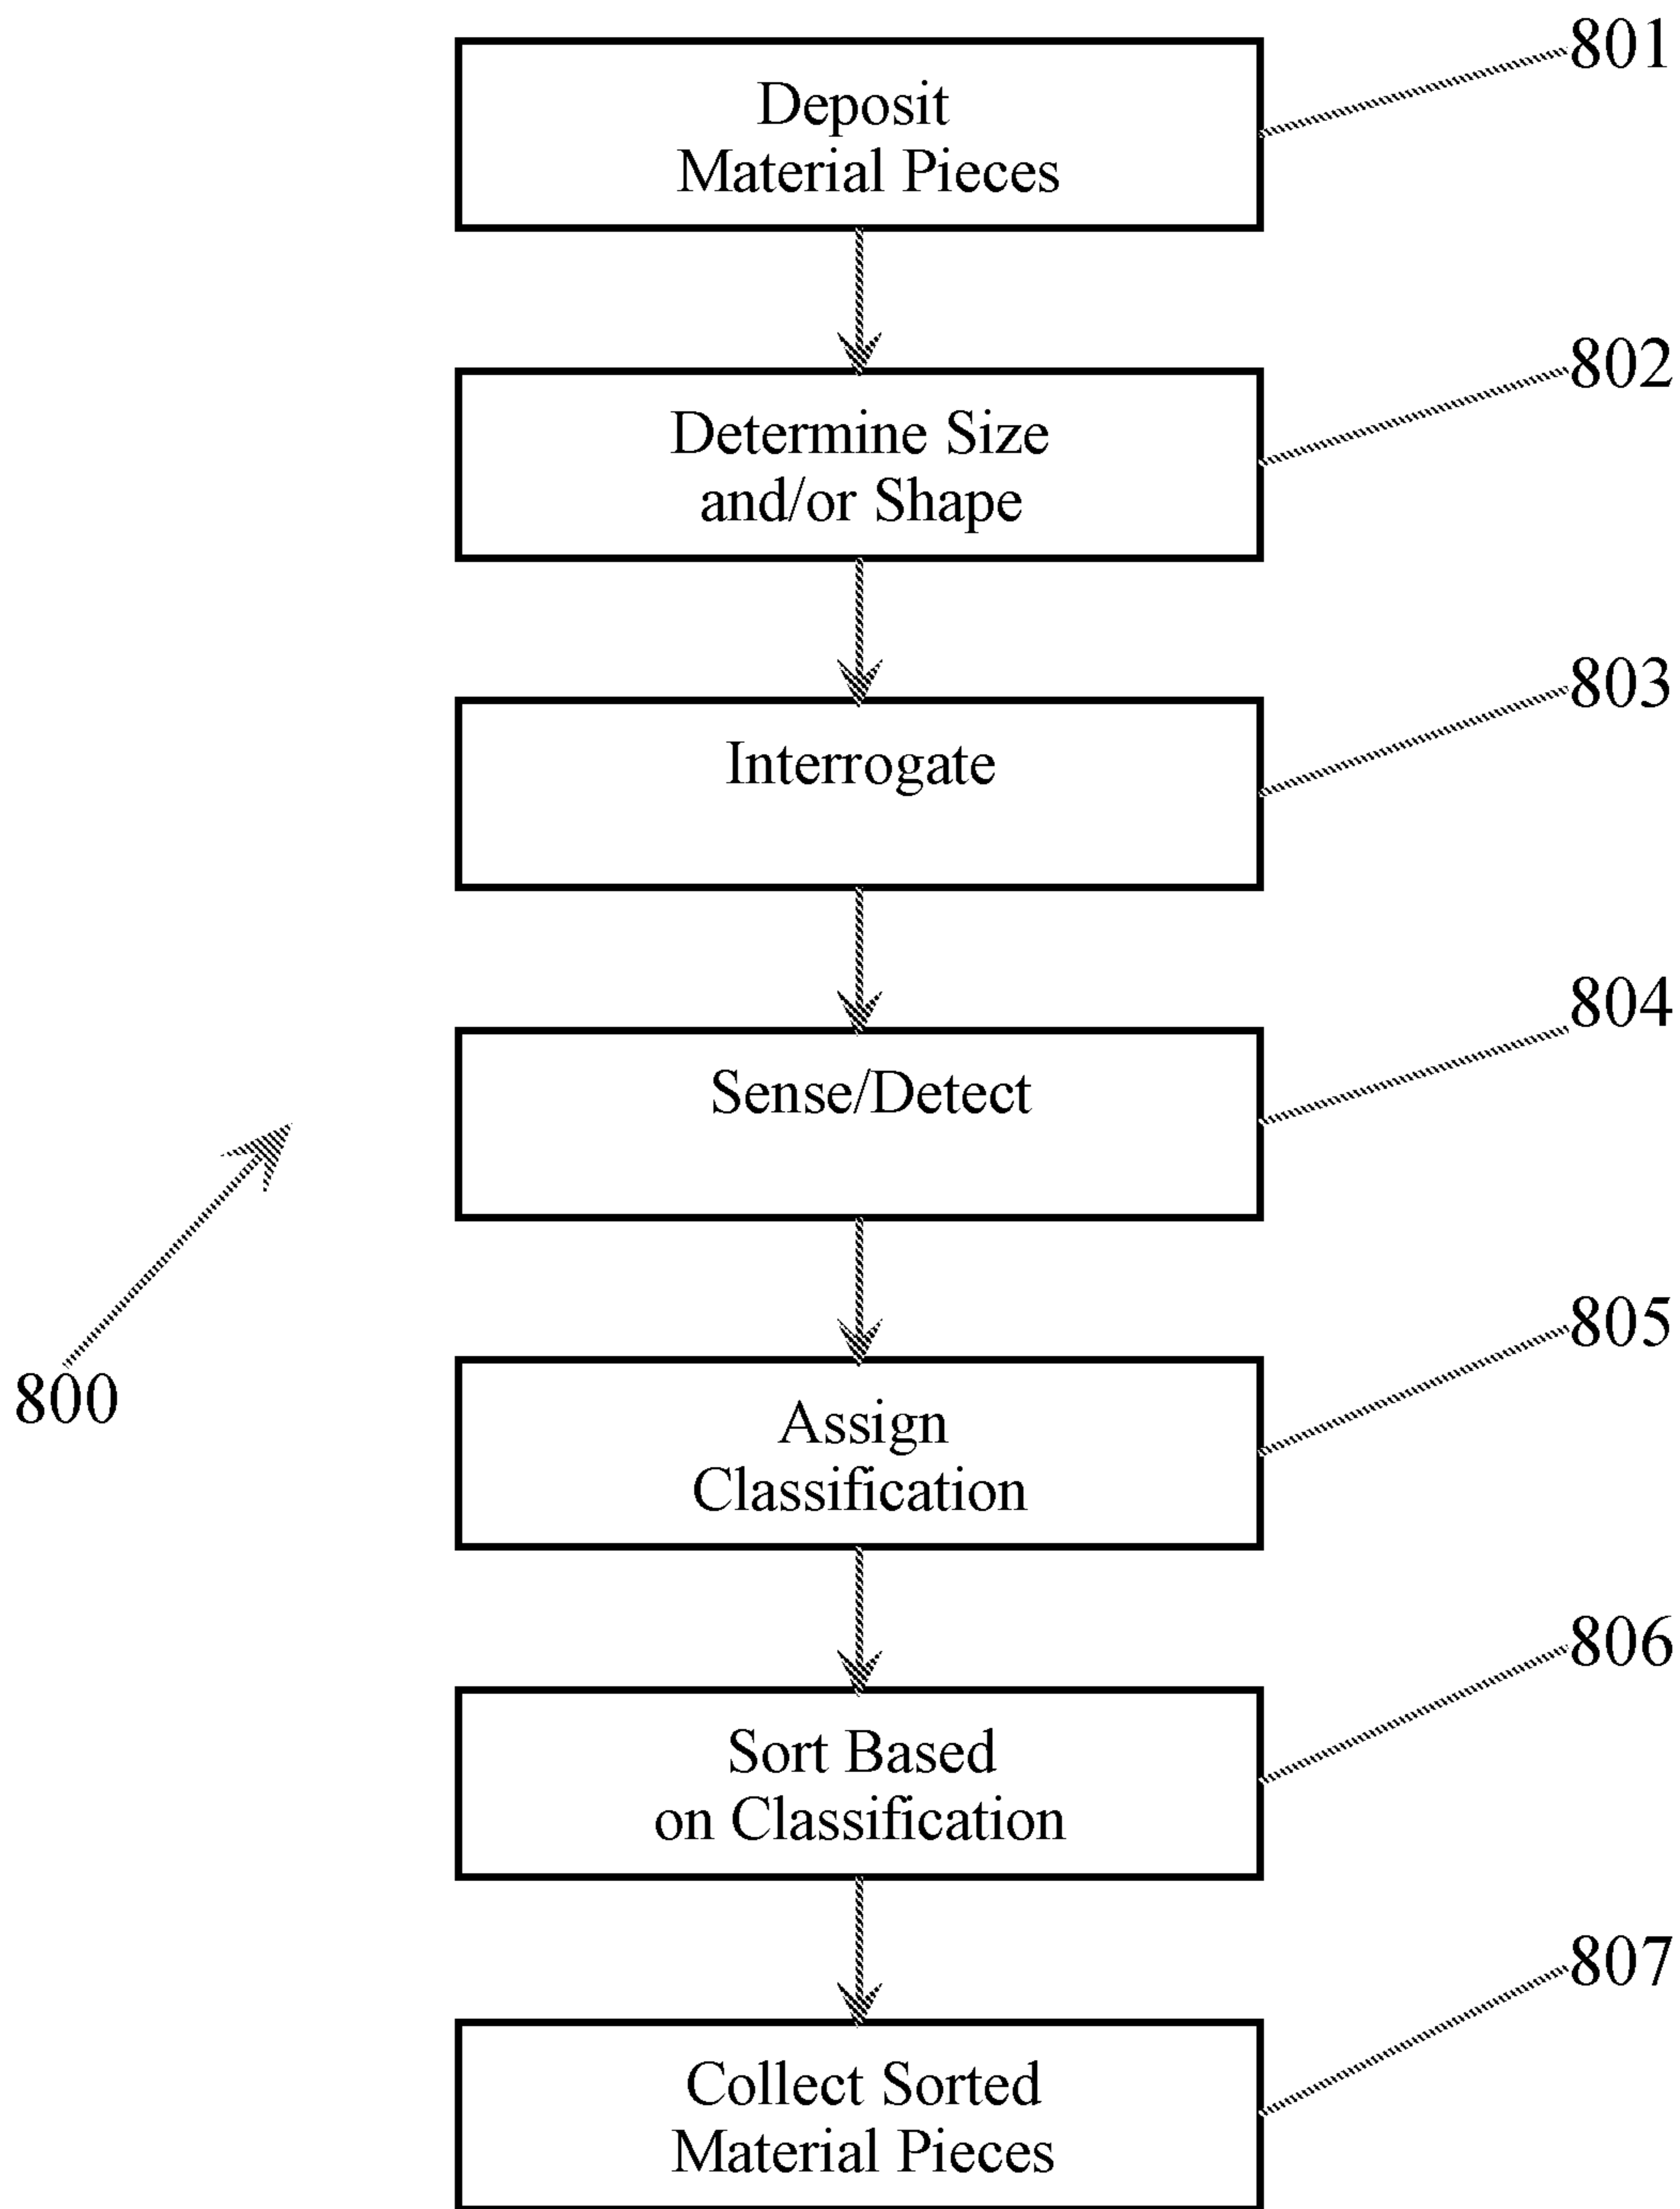 801
Deposit
Material Pieces
802
Determine Size
and/or Shape
803
Interrogate
804
Sense/Detect
800
805
Assign
Classification
806
Sort Based
on Classification
807
Collect Sorted
Material Pieces